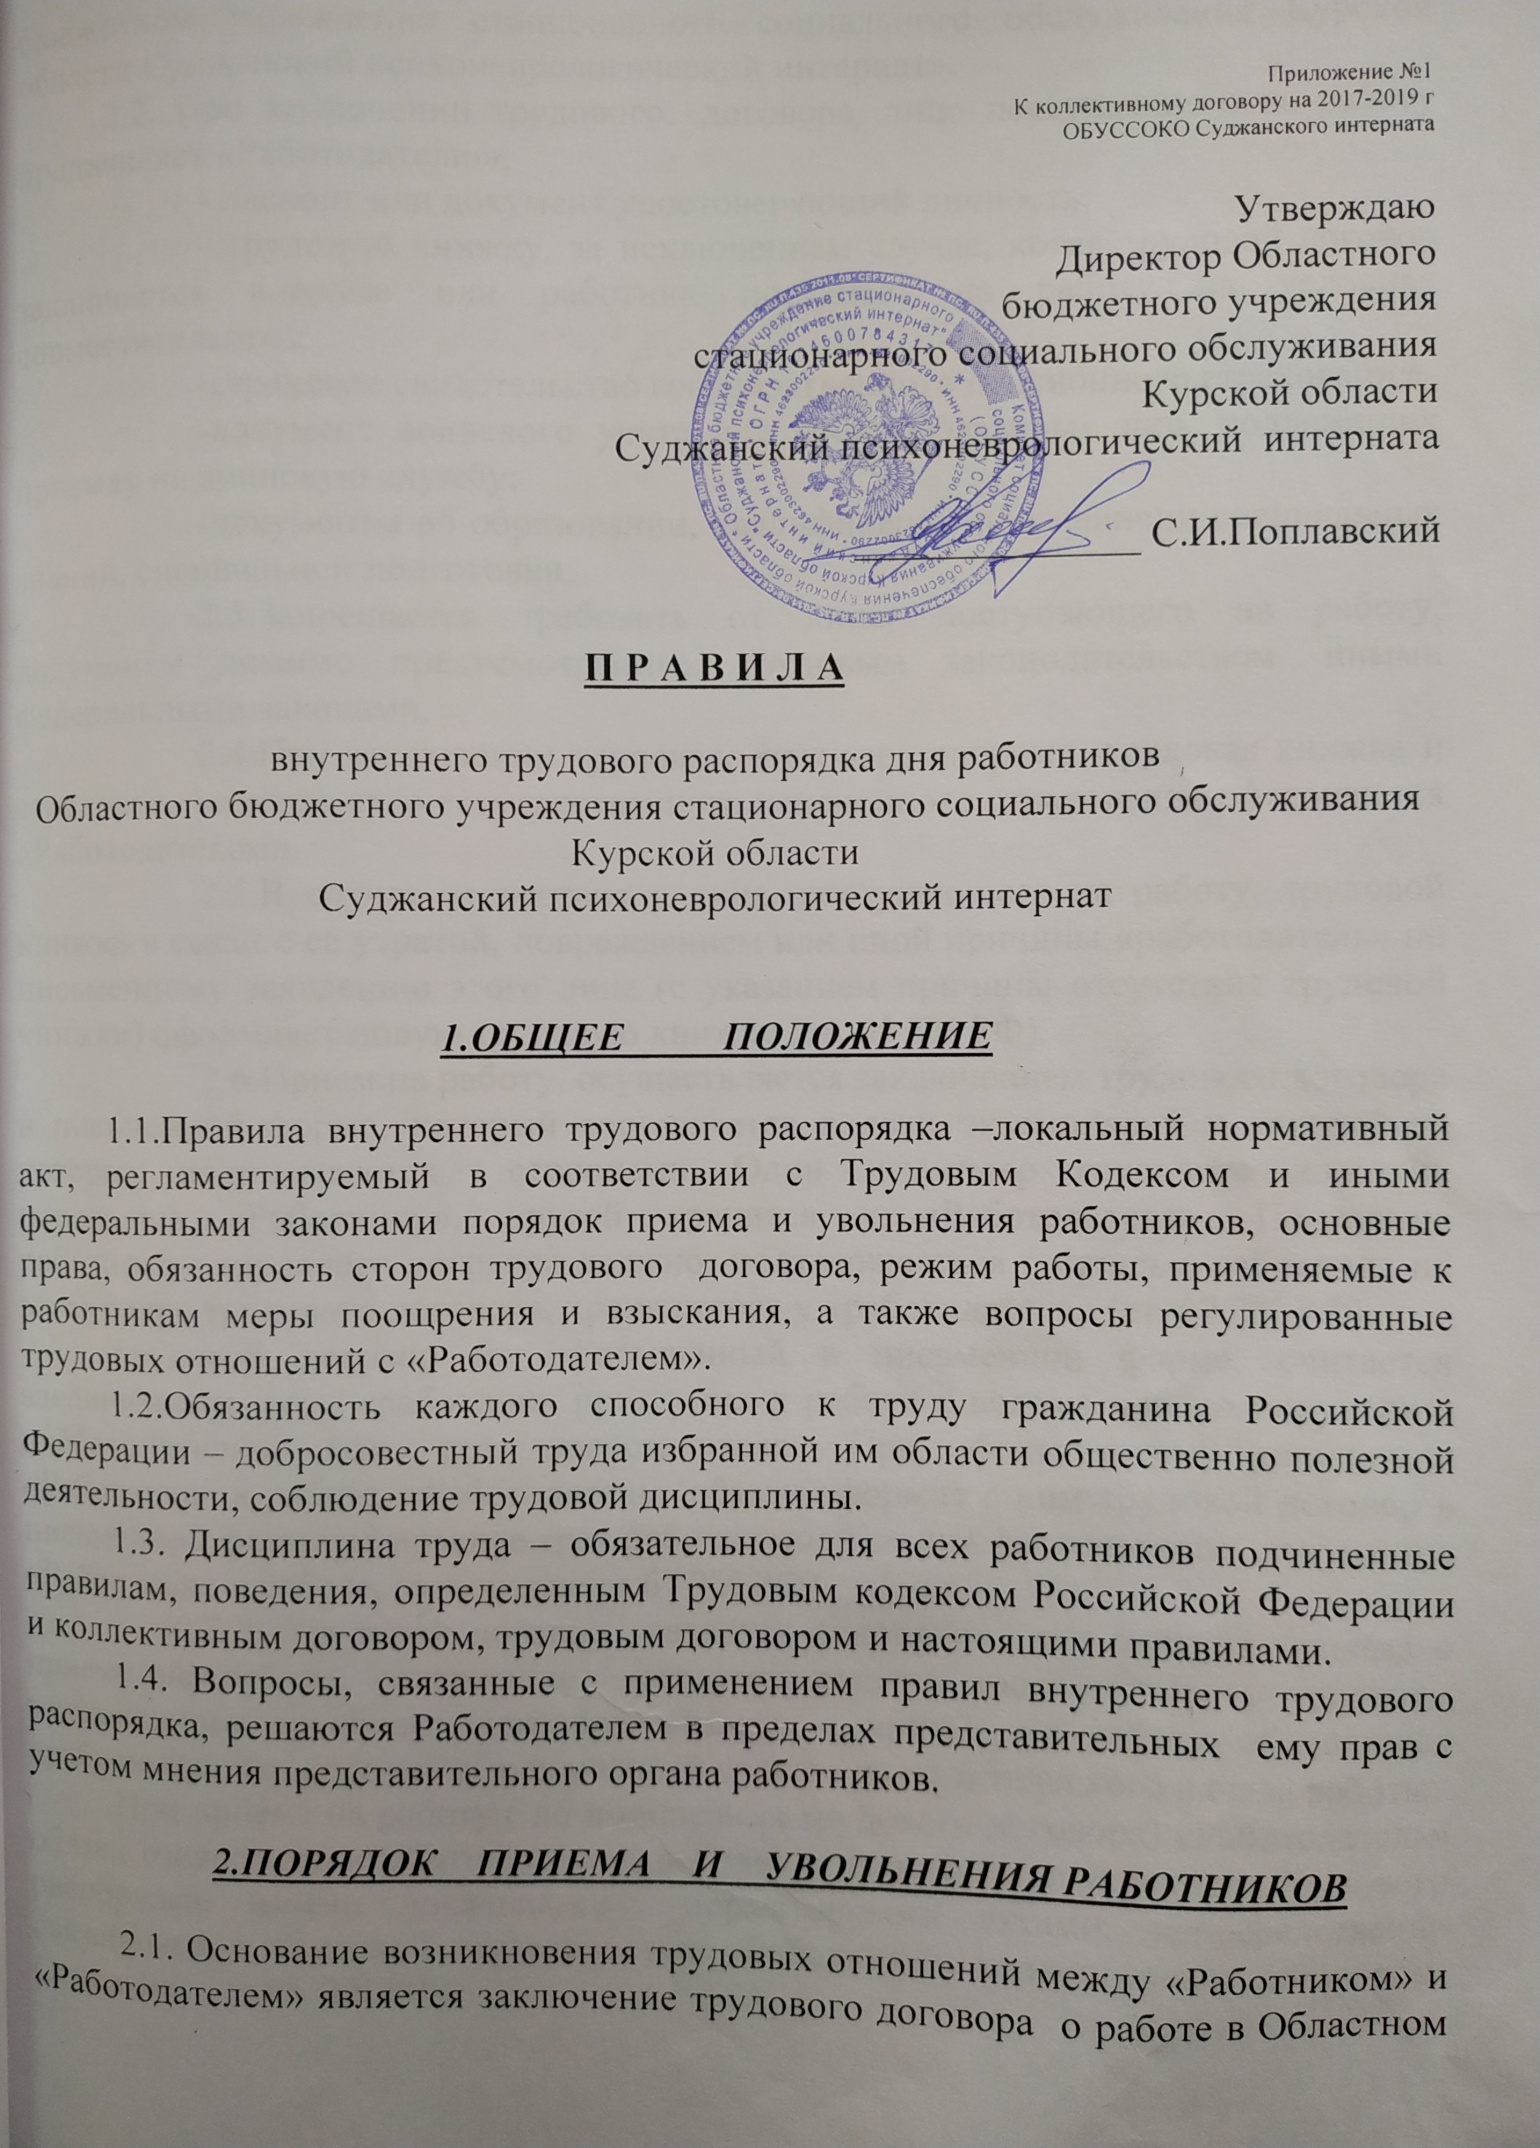 Приложение №1
К коллективному договору на 2017-2019 г
ОБУССОКО Суджанского интерната
Утверждаю
Директор Областного
бюджетного учреждения
стационарного социального обслуживания
Курской области
Суджанский психоневрологический интерната
С.И.Поплавский
П Р А В И Л А
внутреннего трудового распорядка дня работников
Областного бюджетного учреждения стационарного социального обслуживания
Курской области
Суджанский психоневрологический интернат
1.ОБЩЕЕ ПОЛОЖЕНИЕ
1.1.Правила внутреннего трудового распорядка –локальный нормативный
акт, регламентируемый в соответствии с Трудовым Кодексом и иными
федеральными законами порядок приема и увольнения работников, основные
права, обязанность сторон трудового договора, режим работы, применяемые к
работникам меры поощрения и взыскания, а также вопросы регулированные
трудовых отношений с «Работодателем».
1.2.Обязанность каждого способного к труду гражданина Российской
Федерации – добросовестный труда избранной им области общественно полезной
деятельности, соблюдение трудовой дисциплины.
1.3. Дисциплина труда – обязательное для всех работников подчиненные
правилам, поведения, определенным Трудовым кодексом Российской Федерации
и коллективным договором, трудовым договором и настоящими правилами.
1.4. Вопросы, связанные с применением правил внутреннего трудового
распорядка, решаются Работодателем в пределах представительных ему прав с
учетом мнения представительного органа работников.
2.ПОРЯДОК ПРИЕМА И УВОЛЬНЕНИЯ РАБОТНИКОВ
2.1. Основание возникновения трудовых отношений между «Работником» и
«Работодателем» является заключение трудового договора о работе в Областном